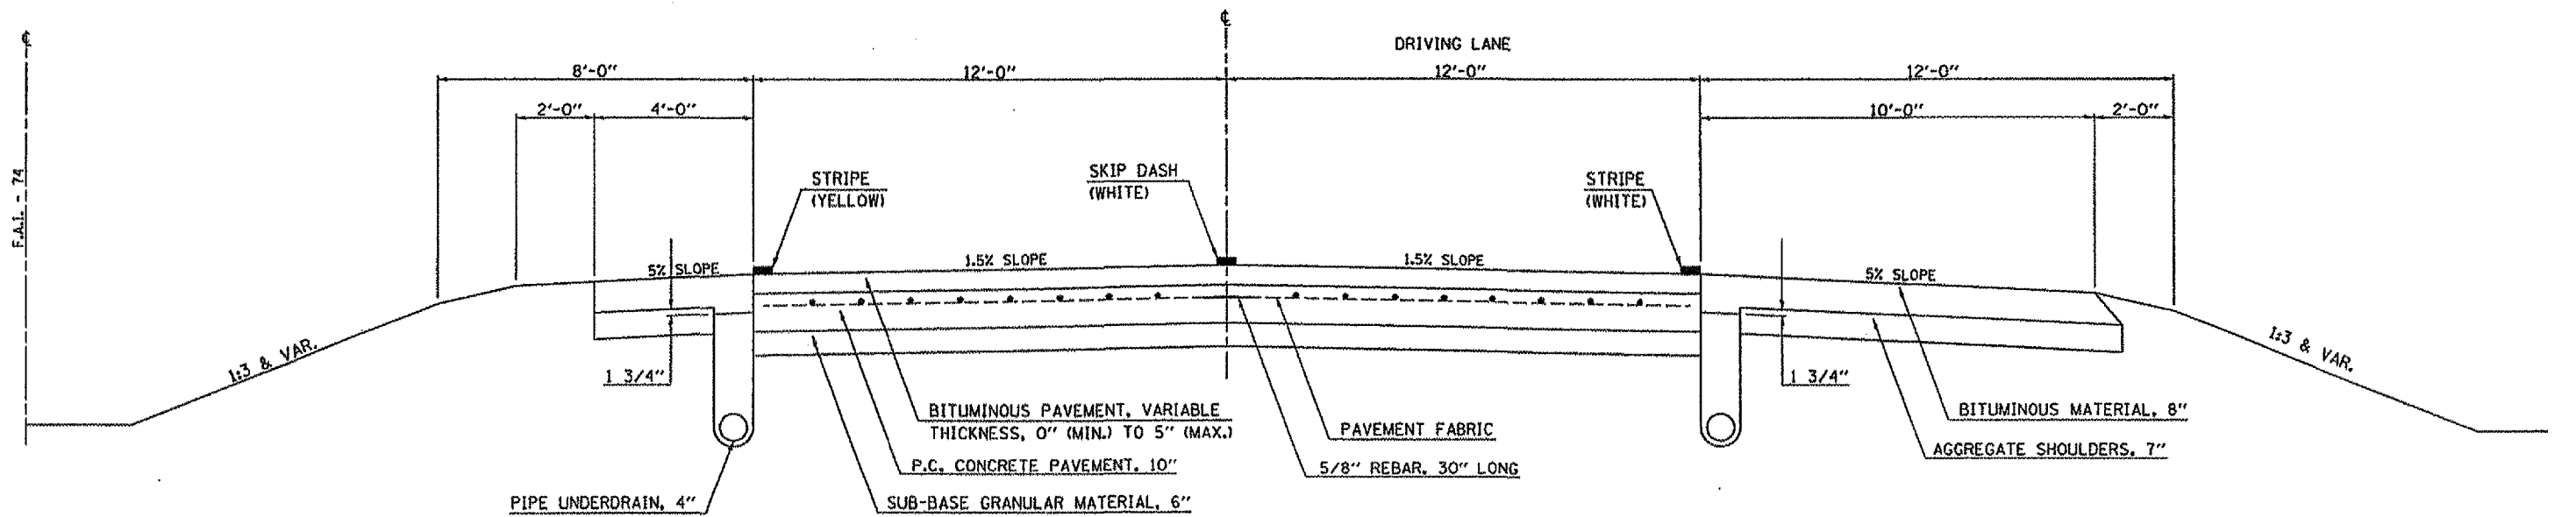 ℄
℄
DRIVING LANE
8'-0"
12'-0"
12'-0"
12'-0"
2'-0"
4'-0"
10'-0"
2'-0"
F.A.I. - 74
STRIPE
(YELLOW)
SKIP DASH
(WHITE)
STRIPE
(WHITE)
5% SLOPE
1.5% SLOPE
1.5% SLOPE
5% SLOPE
1:3 & VAR.
1:3 & VAR.
1 3/4"
1 3/4"
BITUMINOUS PAVEMENT, VARIABLE
THICKNESS, 0" (MIN.) TO 5" (MAX.)
PAVEMENT FABRIC
BITUMINOUS MATERIAL, 8"
P.C. CONCRETE PAVEMENT, 10"
5/8" REBAR, 30" LONG
AGGREGATE SHOULDERS, 7"
PIPE UNDERDRAIN, 4"
SUB-BASE GRANULAR MATERIAL, 6"